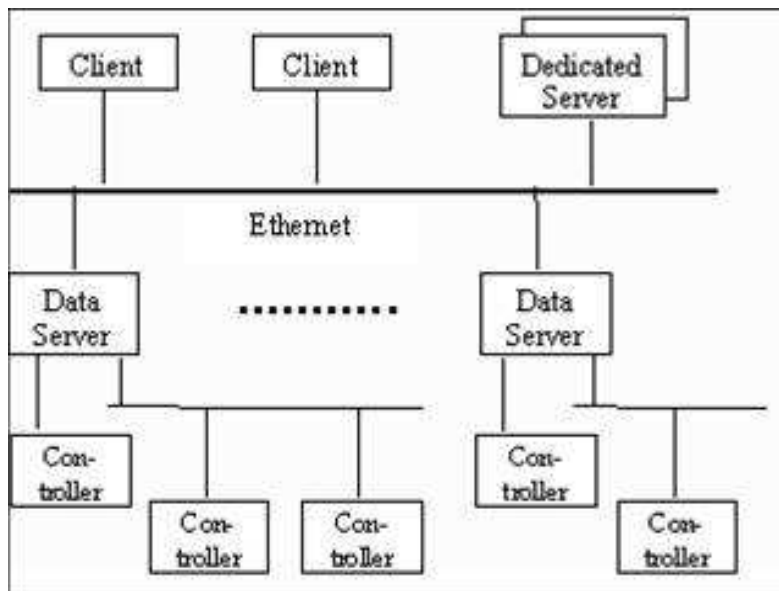 Client
Client
Dedicated
Server
Ethernet
Data
Server
Data
Server
Con-
troller
Con-
troller
Con-
troller
Con-
troller
Con-
troller